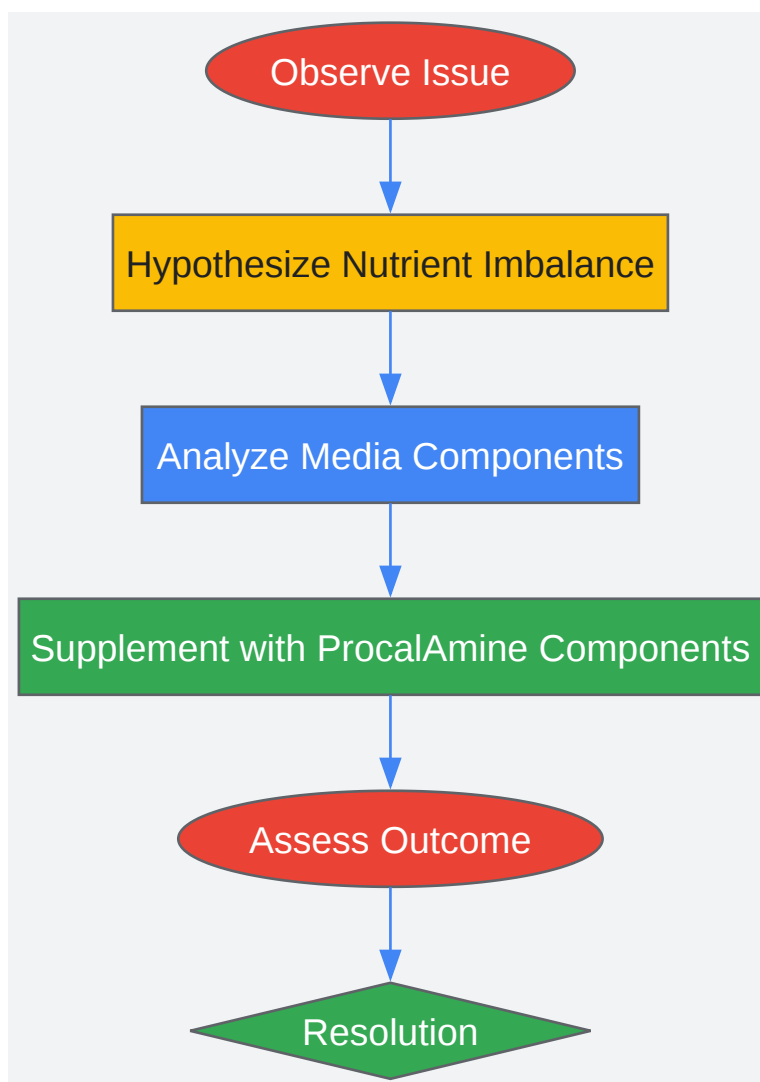 Observe Issue
Hypothesize Nutrient Imbalance
Analyze Media Components
Supplement with ProcalAmine Components
Assess Outcome
Resolution